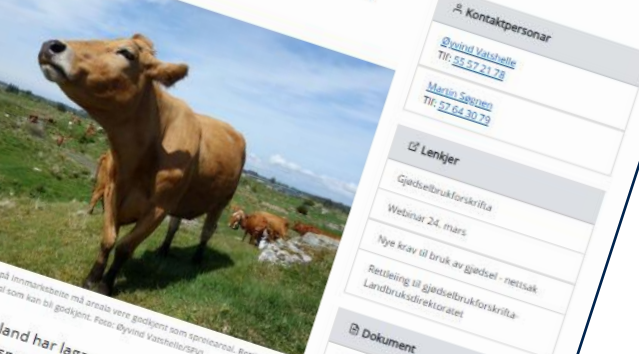 på innmarksbeite må areala vere godkjent som spreieareal.
som kan bli godkjent. Foto: Øyvind Vatshelle/SFVL
land har
Kontaktpersonar
Øyvind Vatshelle
Tlf: 55 57 21 78
Martin Søgnen
Tlf: 57 64 30 79
Lenkjer
Gjødselbrukforskrifta
Webinar 24. mars
Nye krav til bruk av gjødsel - nettsak
Rettleiing til gjødselbrukforskrifta-
Landbruksdirektoratet
Dokument